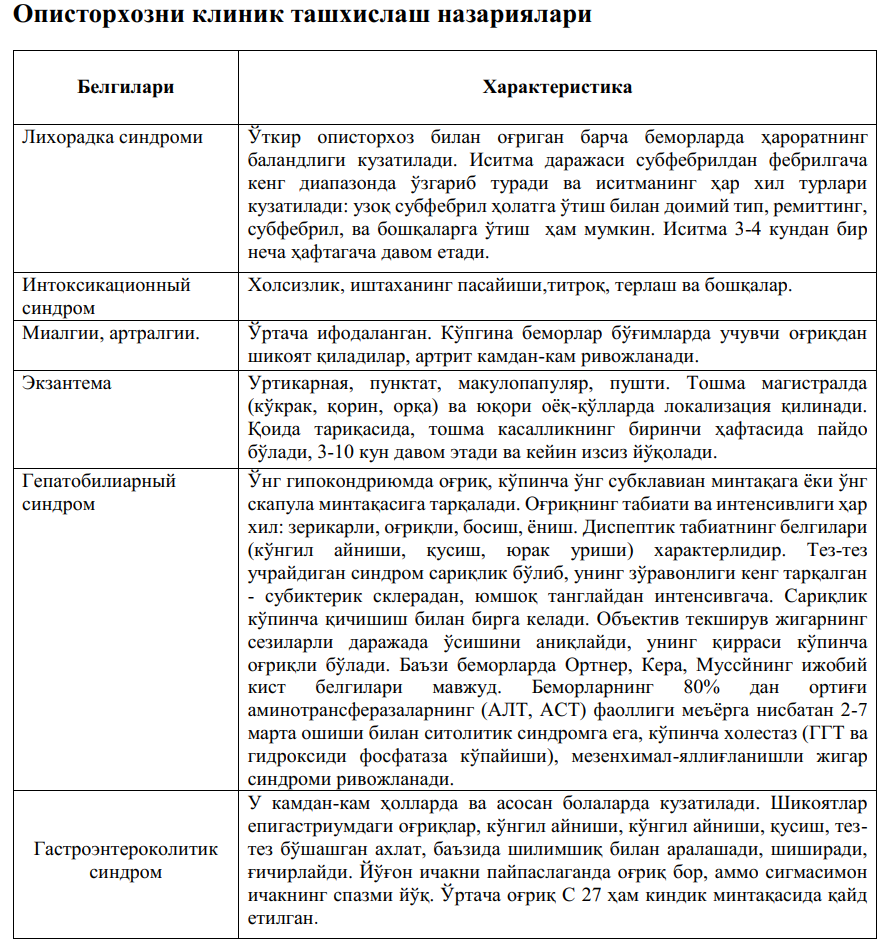 Описторхозни клиник ташхислаш назариялари
Белгилари
Характеристика
Лихорадка синдроми
Ўткир описторхоз билан оғриган барча беморларда ҳароратнинг
баландлиги кузатилади. Иситма даражаси субфебрилдан фебрилгача
кенг диапазонда ўзгариб туради ва иситманинг ҳар хил турлари
кузатилади: узоқ субфебрил ҳолатга ўтиш билан доимий тип, ремиттинг,
субфебрил, ва бошқаларга ўтиш ҳам мумкин. Иситма 3-4 кундан бир
неча ҳафтагача давом етади.
Интоксикационный
синдром
Холсизлик, иштаханинг пасайиши,титроқ, терлаш ва бошқалар.
Миалгии, артралгии.
Ўртача ифодаланган. Кўпгина беморлар бўғимларда учувчи оғриқдан
шикоят қиладилар, артрит камдан-кам ривожланади.
Экзантема
Уртикарная, пунктат, макулопапуляр, пушти. Тошма магистралда
(кўкрак, қорин, орқа) ва юқори оёқ-қўлларда локализация қилинади.
Қоида тариқасида, тошма касалликнинг биринчи ҳафтасида пайдо
бўлади, 3-10 кун давом этади ва кейин изсиз йўқолади.
Гепатобилиарный
синдром
Ўнг гипокондриюмда оғриқ, кўпинча ўнг субклавиан минтақага ёки ўнг
скапула минтақасига тарқалади. Оғриқнинг табиати ва интенсивлиги ҳар
хил: зерикарли, оғриқли, босиш, ёниш. Диспептик табиатнинг белгилари
(кўнгил айниши, қусиш, юрак уриши) характерлидир. Тез-тез
учрайдиган синдром сариқлик бўлиб, унинг зўравонлиги кенг тарқалган
- субиктерик склерадан, юмшоқ танглайдан интенсивгача. Сариқлик
кўпинча қичишиш билан бирга келади. Объектив текширув жигарнинг
сезиларли даражада ўсишини аниқлайди, унинг қирраси кўпинча
оғриқли бўлади. Баъзи беморларда Ортнер, Кера, Муссйнинг ижобий
кист белгилари мавжуд. Беморларнинг 80% дан ортиғи
аминотрансферазаларнинг (АЛТ, АСТ) фаоллиги меъёрга нисбатан 2-7
марта ошиши билан ситолитик синдромга ега, кўпинча холестаз (ГГТ ва
гидроксиди фосфатаза кўпайиши), мезенхимал-яллиғланишли жигар
синдроми ривожланади.
Гастроэнтероколитик
синдром
У камдан-кам ҳолларда ва асосан болаларда кузатилади. Шикоятлар
епигастриумдаги оғриқлар, кўнгил айниши, кўнгил айниши, қусиш, тез-
тез бўшашган ахлат, баъзида шилимшиқ билан аралашади, шиширади,
ғичирлайди. Йўғон ичакни пайпаслаганда оғриқ бор, аммо сигмасимон
ичакнинг спазми йўқ. Ўртача оғриқ С 27 ҳам киндик минтақасида қайд
етилган.